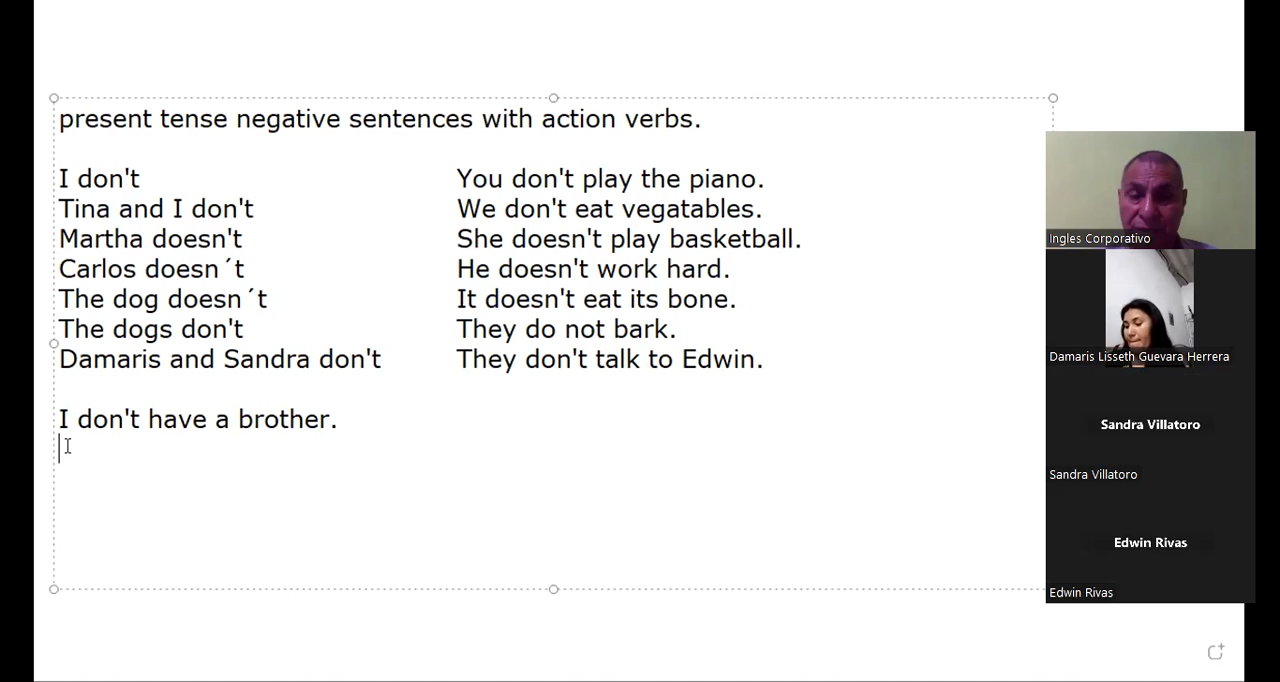 present tense negative sentences with action verbs.
I don't You don't play the piano.
Tina and I don't We don't eat vegatables.
Martha doesn't She doesn't play basketball.
Carlos doesn´t He doesn't work hard.
The dog doesn´t It doesn't eat its bone.
The dogs don't They do not bark.
Damaris and Sandra don't They don't talk to Edwin.
I don't have a brother.
Ingles Corporativo
Damaris Lisseth Guevara Herrera
Sandra Villatoro
Sandra Villatoro
Edwin Rivas
Edwin Rivas